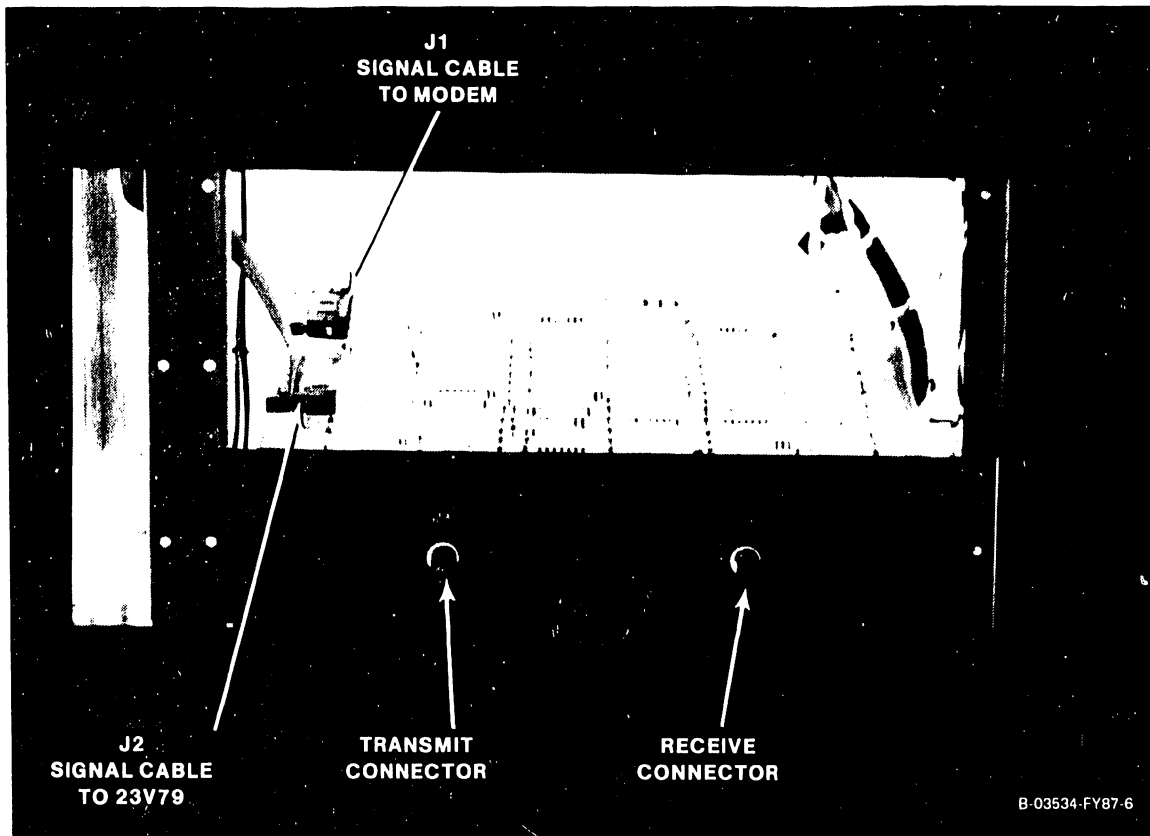 J1
SIGNAL CABLE
TO MODEM
J2
SIGNAL CABLE
TO 23V79
TRANSMIT
CONNECTOR
RECEIVE
CONNECTOR
B-03534-FY87-6